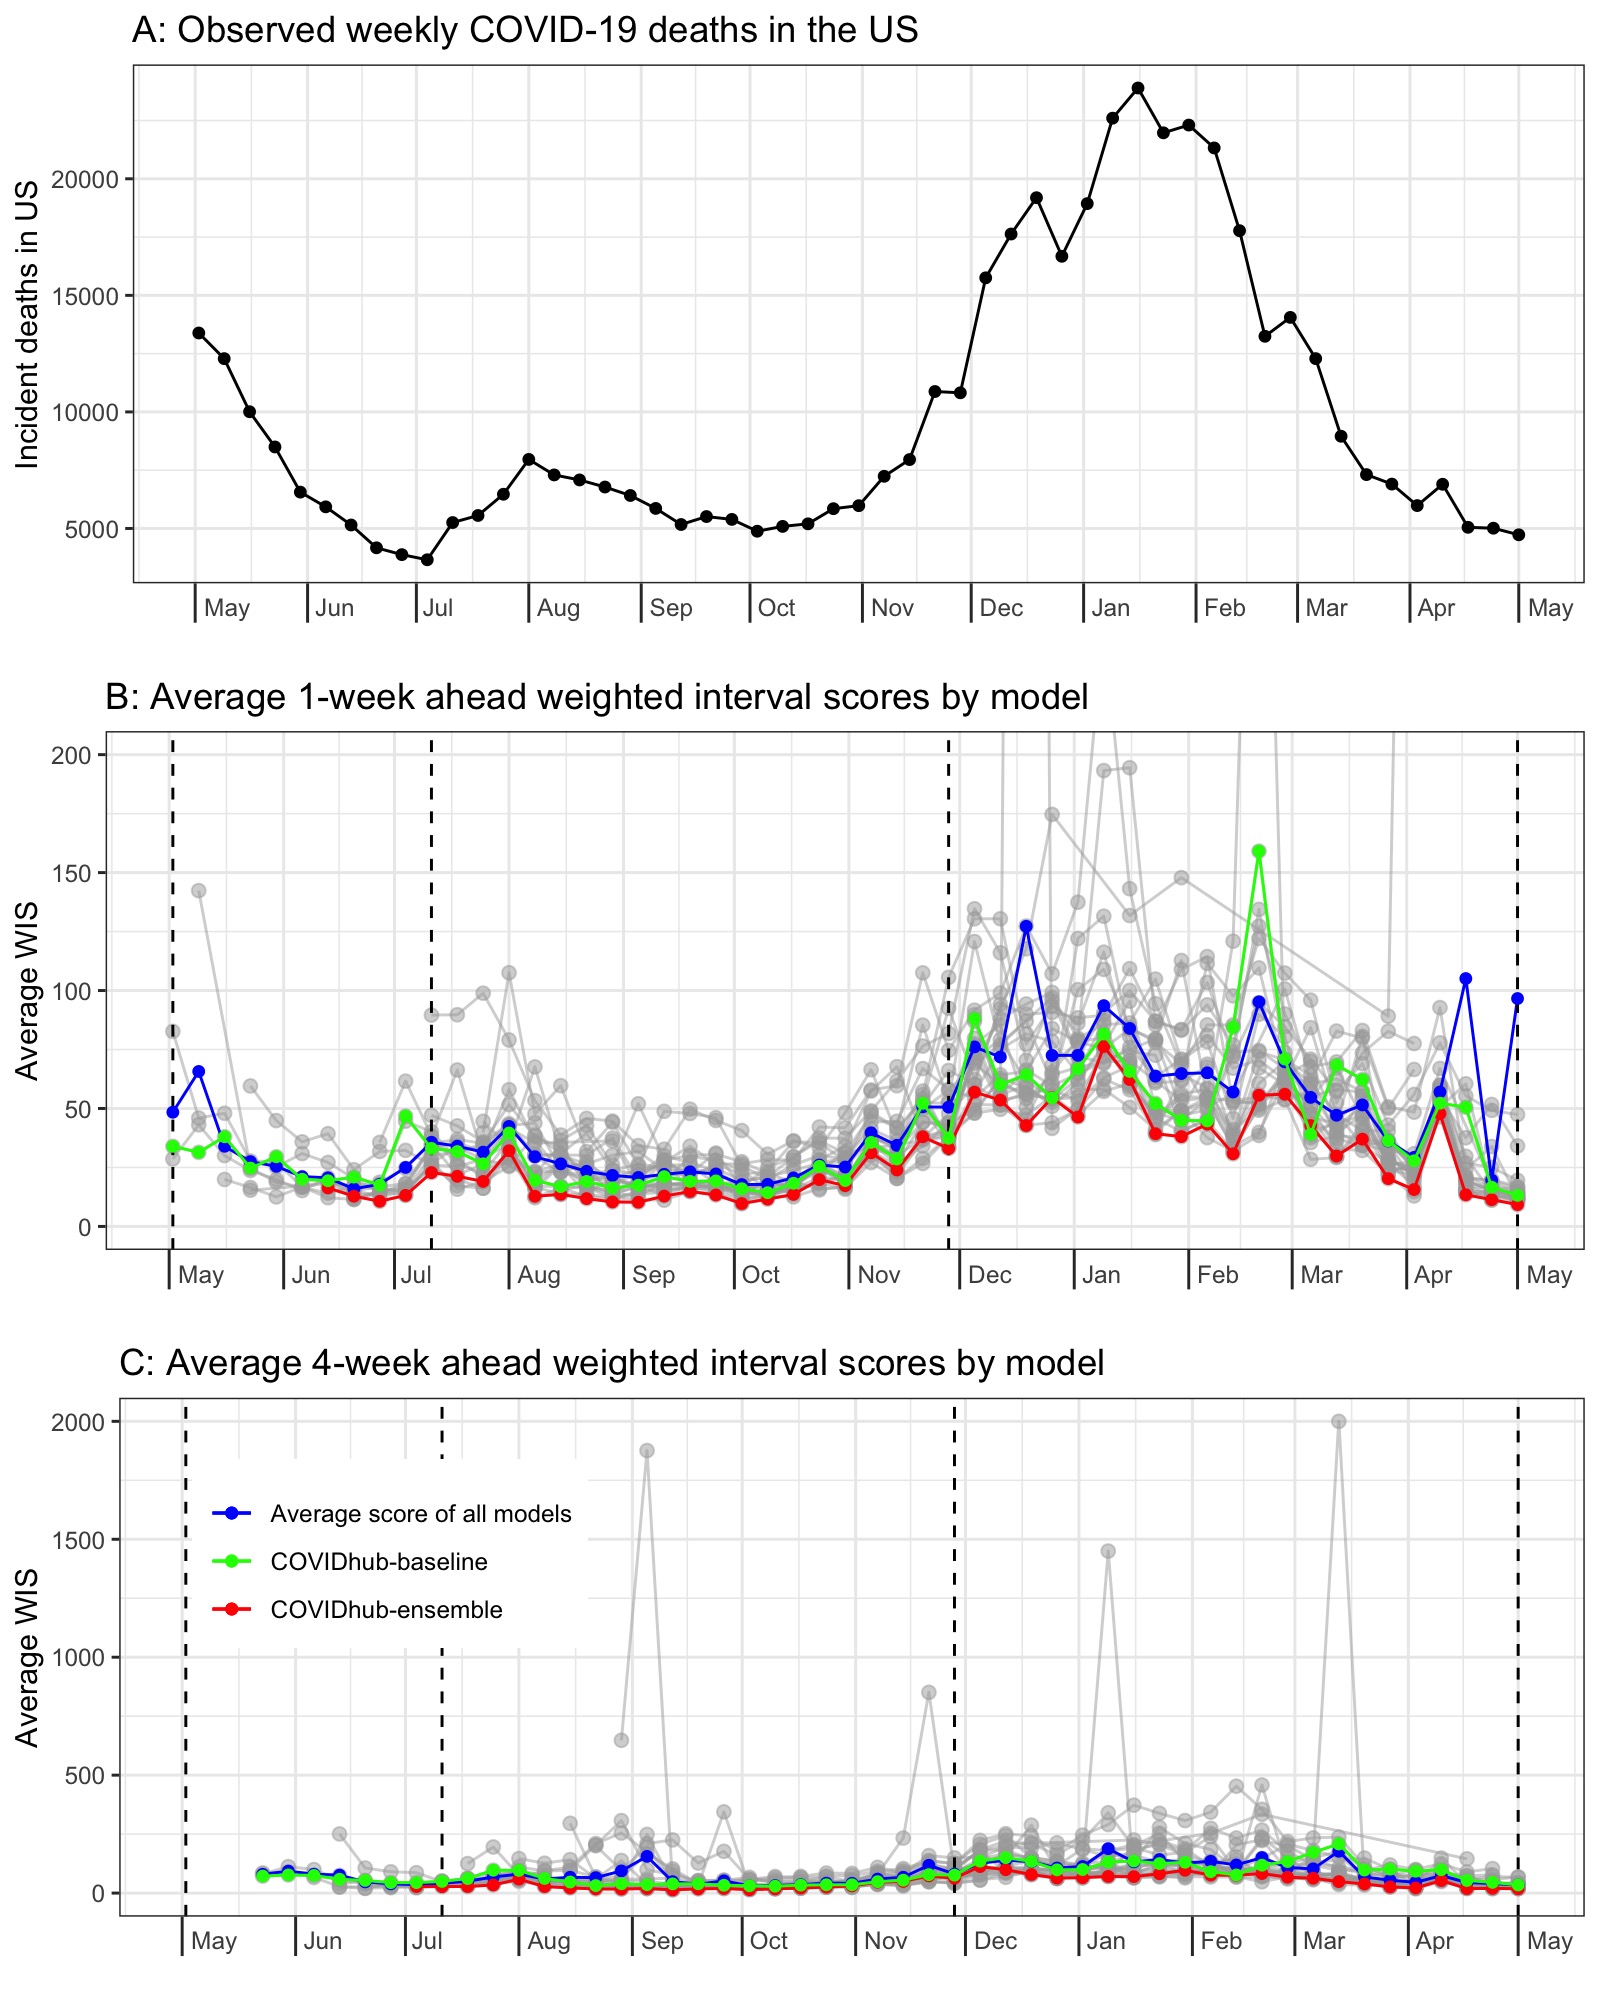 A: Observed weekly COVID-19 deaths in the US
Incident deaths in US
20000
15000
10000
5000
May Jun Jul Aug Sep Oct Nov Dec Jan Feb Mar Apr May
B: Average 1-week ahead weighted interval scores by model
Average WIS
200
150
100
50
0
May Jun Jul Aug Sep Oct Nov Dec Jan Feb Mar Apr May
C: Average 4-week ahead weighted interval scores by model
Average WIS
2000
1500
1000
500
0
Average score of all models
COVIDhub-baseline
COVIDhub-ensemble
May Jun Jul Aug Sep Oct Nov Dec Jan Feb Mar Apr May